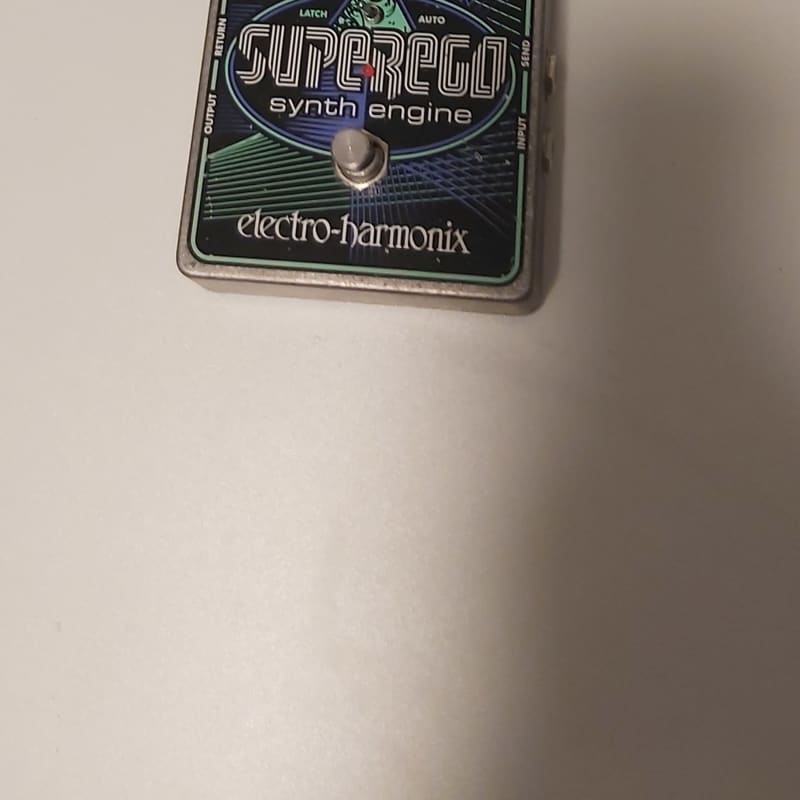 LATCH AUTO
RETURN
SEND
SUPEREGO
synth engine
OUTPUT
INPUT
electro-harmonix